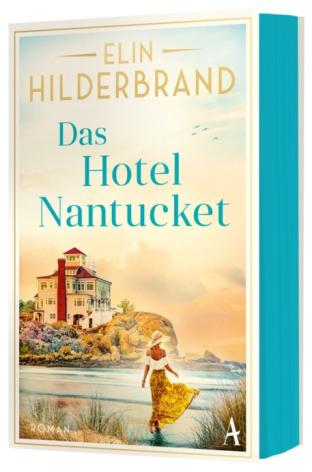 ELIN
HILDERBRAND
Das
Hotel
Nantucket
ROMAN
A